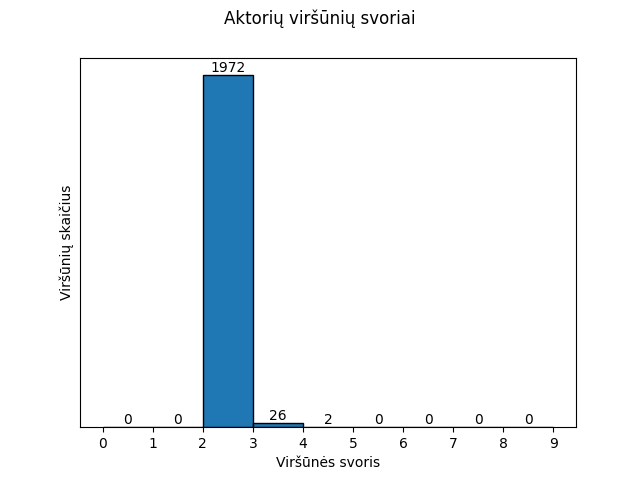 Aktorių viršūnių svoriai
Viršūnių skaičius
0 0 1972 26 2 0 0 0 0
0 1 2 3 4 5 6 7 8 9
Viršūnės svoris